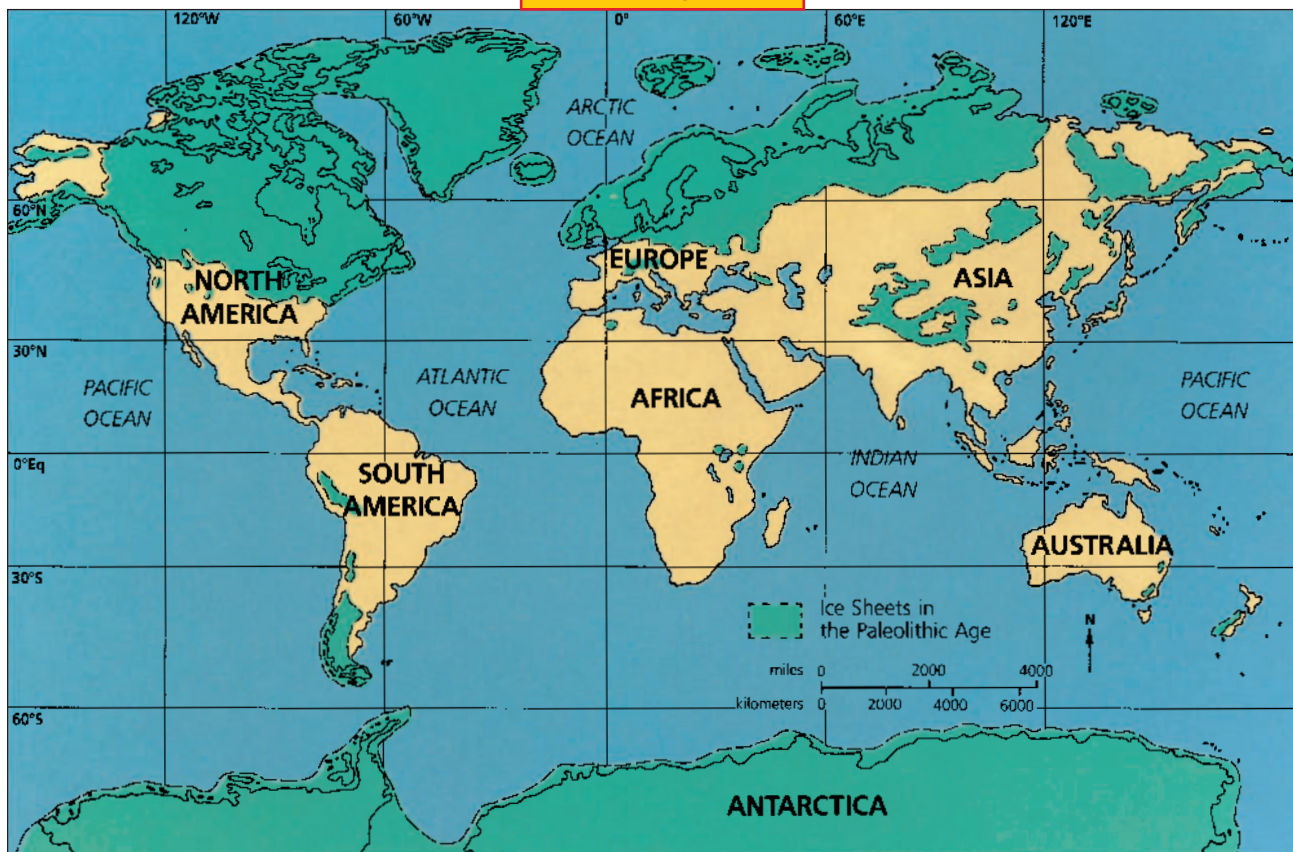 120°W
60°W
0°
60°E
120°E
ARCTIC
OCEAN
60°N
NORTH
AMERICA
EUROPE
ASIA
30°N
PACIFIC
OCEAN
ATLANTIC
OCEAN
AFRICA
PACIFIC
OCEAN
0°Eq
SOUTH
AMERICA
INDIAN
OCEAN
AUSTRALIA
30°S
Ice Sheets in
the Paleolithic Age
N
miles 0 2000 4000
kilometers 0 2000 4000 6000
60°S
ANTARCTICA